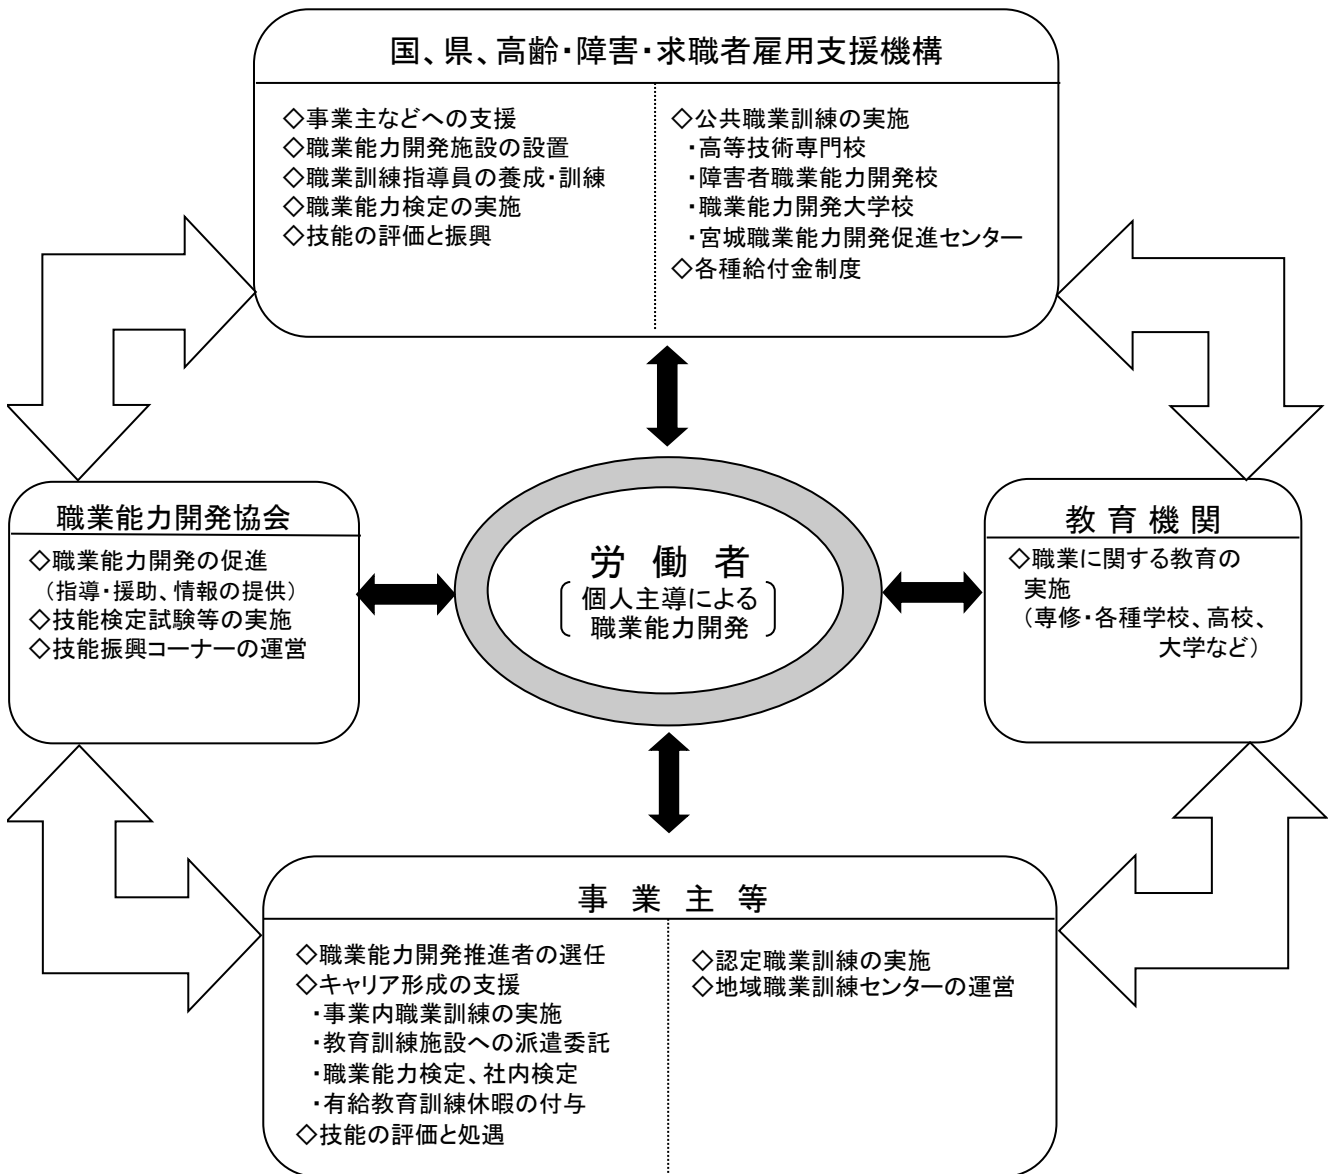 国、県、高齢・障害・求職者雇用支援機構
◇事業主などへの支援
◇職業能力開発施設の設置
◇職業訓練指導員の養成・訓練
◇職業能力検定の実施
◇技能の評価と振興
◇公共職業訓練の実施
・高等技術専門校
・障害者職業能力開発校
・職業能力開発大学校
・宮城職業能力開発促進センター
◇各種給付金制度
職業能力開発協会
◇職業能力開発の促進
（指導・援助、情報の提供）
◇技能検定試験等の実施
◇技能振興コーナーの運営
労働者
個人主導による
職業能力開発
教育機関
◇職業に関する教育の
実施
（専修・各種学校、高校、
大学など）
事業主等
◇職業能力開発推進者の選任
◇キャリア形成の支援
・事業内職業訓練の実施
・教育訓練施設への派遣委託
・職業能力検定、社内検定
・有給教育訓練休暇の付与
◇技能の評価と処遇
◇認定職業訓練の実施
◇地域職業訓練センターの運営